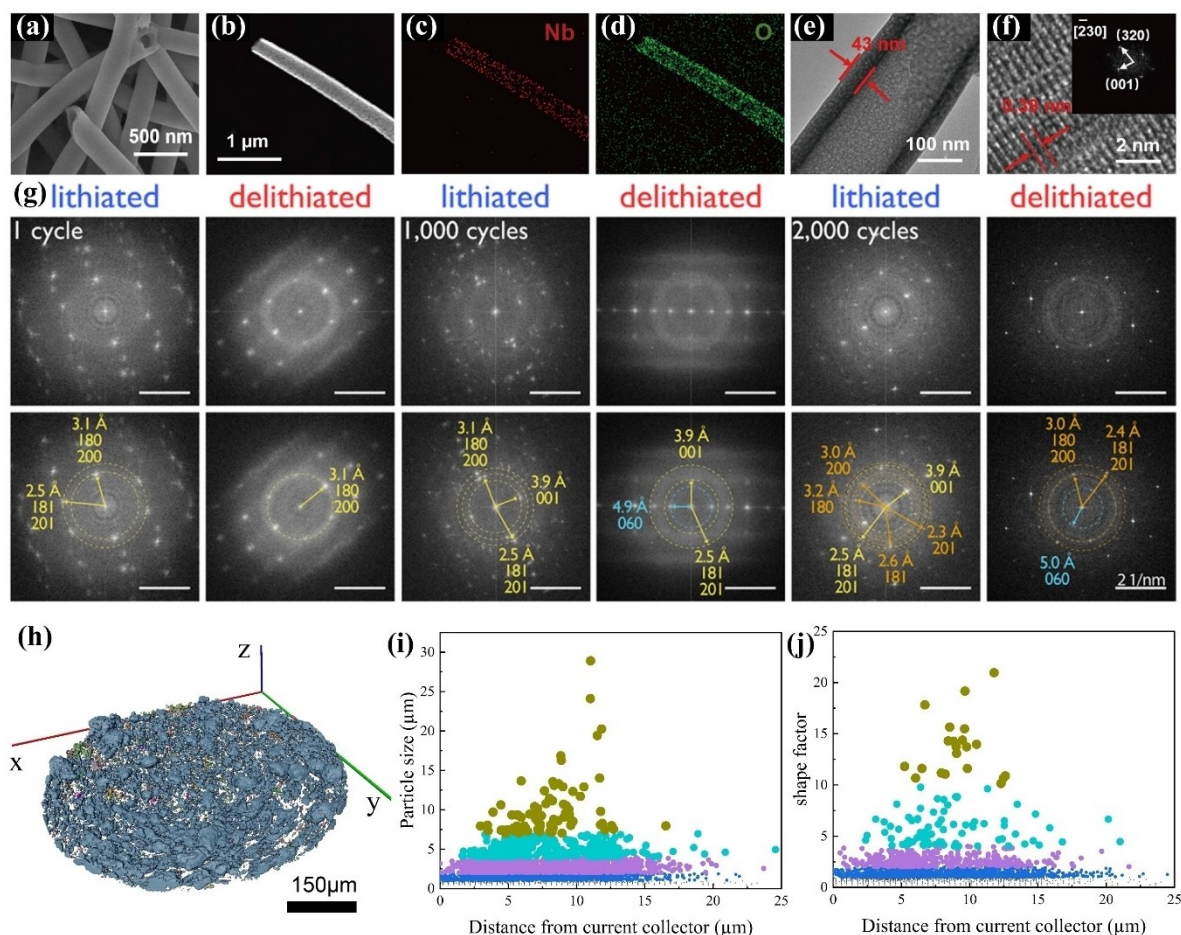 (a)
500 nm
(b)
1 μm
(c)
Nb
(d)
O
(e)
43 nm
100 nm
(f)
[2̄30]
(320)
(001)
0.39 nm
2 nm
(g)
lithiated
delithiated
lithiated
delithiated
lithiated
delithiated
1 cycle
1,000 cycles
2,000 cycles
3.1 Å
180
200
2.5 Å
181
201
3.1 Å
180
200
3.1 Å
180
200
3.9 Å
001
2.5 Å
181
201
3.9 Å
001
4.9 Å
060
2.5 Å
181
201
3.0 Å
200
3.2 Å
180
3.9 Å
001
2.3 Å
201
2.5 Å
181
201
2.6 Å
181
3.0 Å
180
200
2.4 Å
181
201
5.0 Å
060
2 1/nm
(h)
z
x
y
150μm
(i)
Particle size (μm)
30
25
20
15
10
5
0
0 5 10 15 20 25
Distance from current collector (μm)
(j)
shape factor
25
20
15
10
5
0
0 5 10 15 20 25
Distance from current collector (μm)